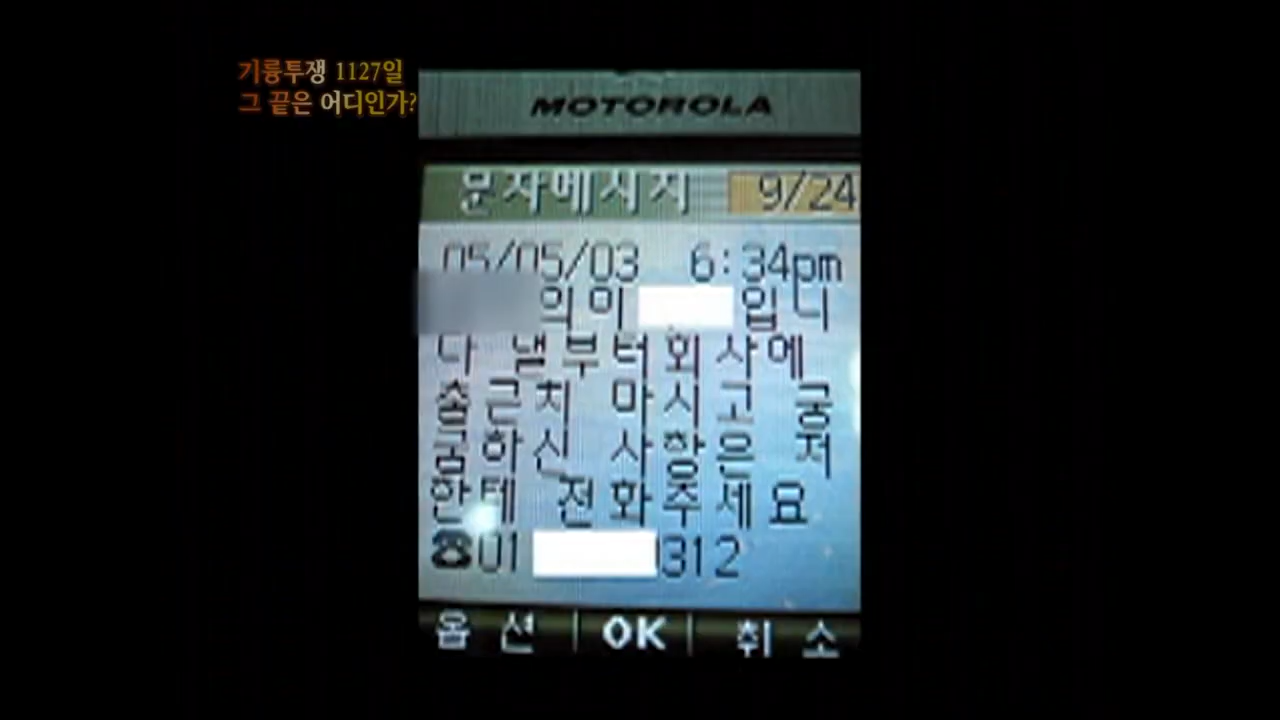 기륭투쟁 1127일
그 끝은 어디인가?
MOTOROLA
문자메시지 9/24
05/05/03 6:34pm
의 이 입니
다 낼부터회사에
출근치 마시고 궁
굼하신 사항은 저
한테 전화주세요
☎01 312
옵션 OK 취소